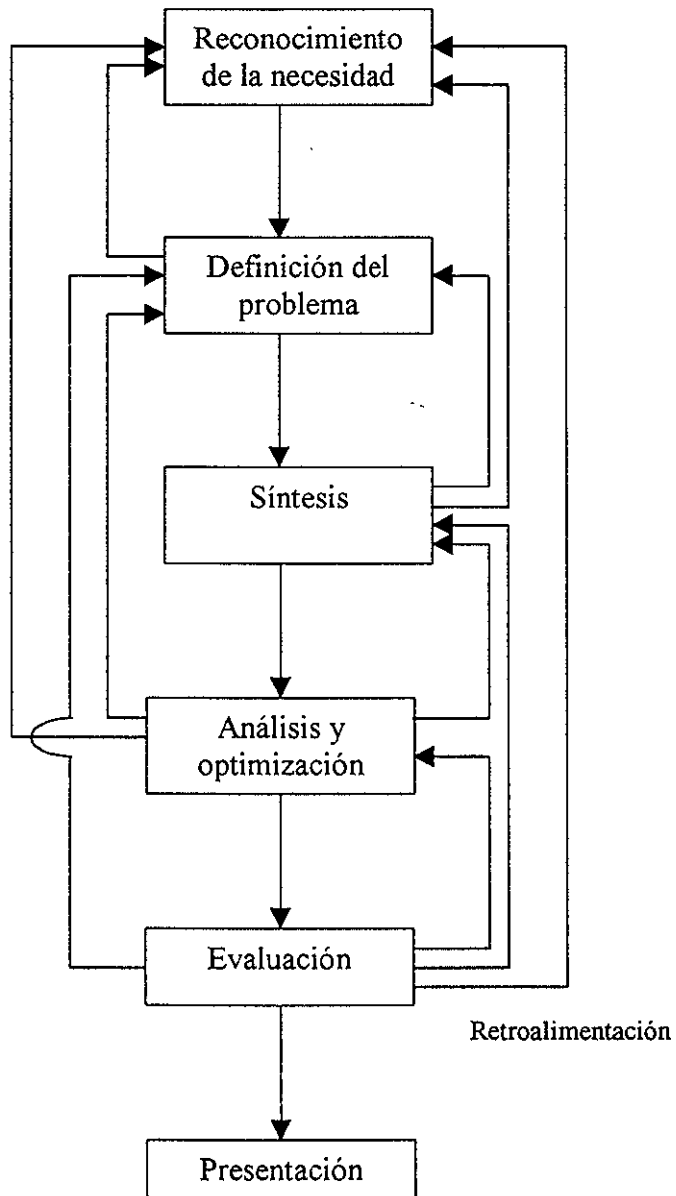 Reconocimiento
de la necesidad
Definición del
problema
Síntesis
Análisis y
optimización
Evaluación
Retroalimentación
Presentación